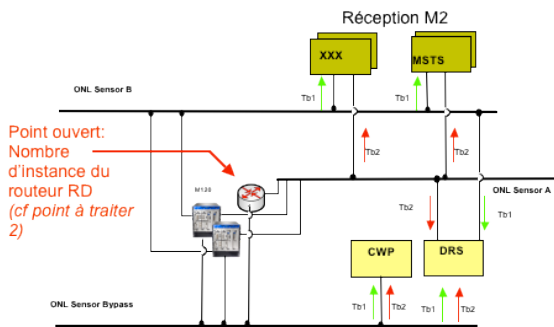 Réception M2
XXX
MSTS
ONL Sensor B
Tb1
Tb1
Point ouvert:
Nombre
d'instance du
routeur RD
(cf point à traiter
2)
Tb2
Tb2
M120
ONL Sensor A
Tb2
Tb1
CWP
DRS
Tb1
Tb2
Tb1
Tb2
ONL Sensor Bypass